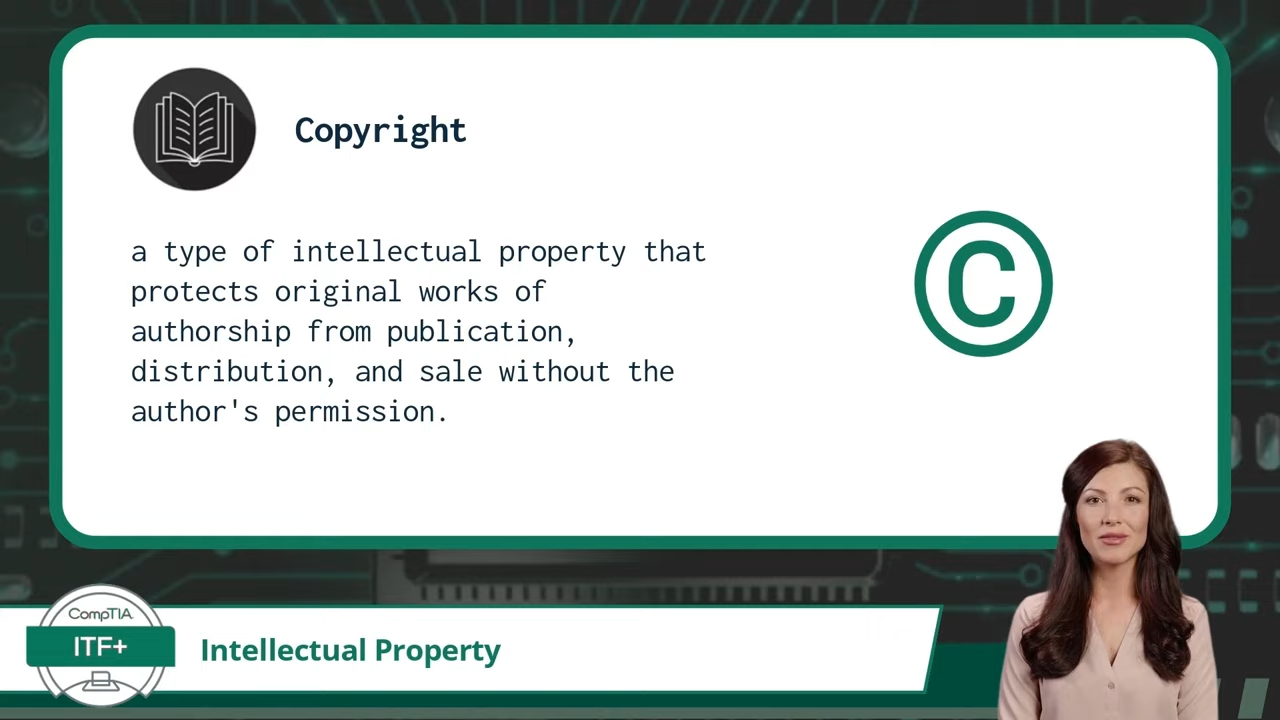 Copyright
a type of intellectual property that
protects original works of
authorship from publication,
distribution, and sale without the
author's permission.
©
CompTIA.
ITF+
Intellectual Property